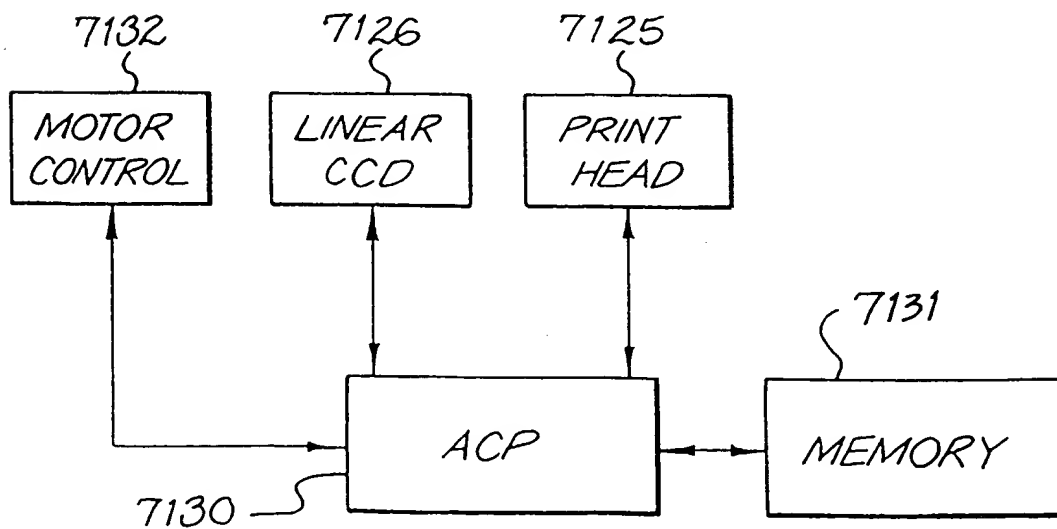 7132
7126
7125
MOTOR
CONTROL
LINEAR
CCD
PRINT
HEAD
7131
ACP
MEMORY
7130